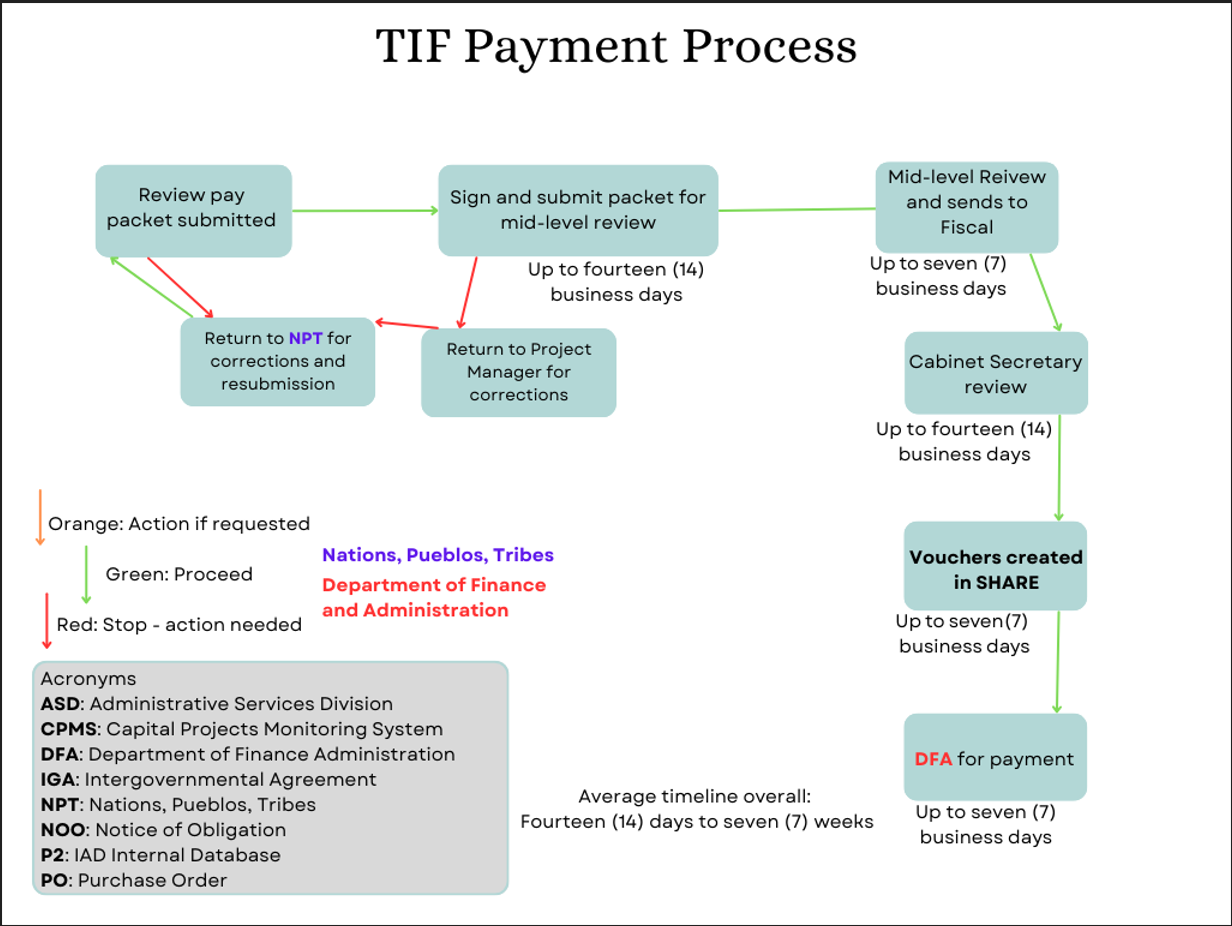 TIF Payment Process
Review pay
packet submitted
Sign and submit packet for
mid-level review
Up to fourteen (14)
business days
Mid-level Reivew
and sends to
Fiscal
Up to seven (7)
business days
Return to NPT for
corrections and
resubmission
Return to Project
Manager for
corrections
Cabinet Secretary
review
Up to fourteen (14)
business days
Vouchers created
in SHARE
Up to seven(7)
business days
DFA for payment
Up to seven (7)
business days
Orange: Action if requested
Green: Proceed
Red: Stop - action needed
Nations, Pueblos, Tribes
Department of Finance
and Administration
Acronyms
ASD: Administrative Services Division
CPMS: Capital Projects Monitoring System
DFA: Department of Finance Administration
IGA: Intergovernmental Agreement
NPT: Nations, Pueblos, Tribes
NOO: Notice of Obligation
P2: IAD Internal Database
PO: Purchase Order
Average timeline overall:
Fourteen (14) days to seven (7) weeks